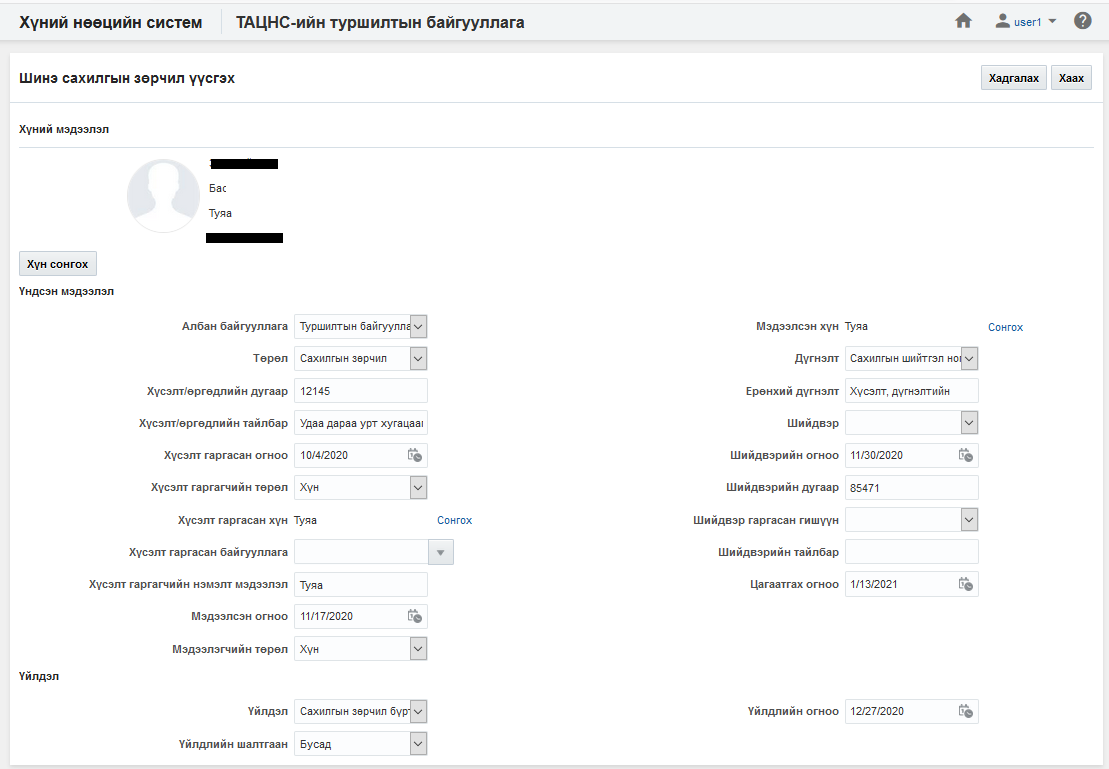 Хүний нөөцийн систем ТАЦНС-ийн туршилтын байгууллага user1
Шинэ сахилгын зөрчил үүсгэх Хадгалах Хаах
Хүний мэдээлэл
Бас
Туяа
Хүн сонгох
Үндсэн мэдээлэл
Албан байгууллага Туршилтын байгуулла Мэдээлсэн хүн Туяа Сонгох
Төрөл Сахилгын зөрчил Дүгнэлт Сахилгын шийтгэл ног
Хүсэлт/өргөдлийн дугаар 12145 Ерөнхий дүгнэлт Хүсэлт, дүгнэлтийн
Хүсэлт/өргөдлийн тайлбар Удаа дараа урт хугацаан Шийдвэр
Хүсэлт гаргасан огноо 10/4/2020 Шийдвэрийн огноо 11/30/2020
Хүсэлт гаргагчийн төрөл Хүн Шийдвэрийн дугаар 85471
Хүсэлт гаргасан хүн Туяа Сонгох Шийдвэр гаргасан гишүүн
Хүсэлт гаргасан байгууллага Шийдвэрийн тайлбар
Хүсэлт гаргагчийн нэмэлт мэдээлэл Туяа Цагаатгах огноо 1/13/2021
Мэдээлсэн огноо 11/17/2020
Мэдээлэгчийн төрөл Хүн
Үйлдэл
Үйлдэл Сахилгын зөрчил бүрт Үйлдлийн огноо 12/27/2020
Үйлдлийн шалтгаан Бусад